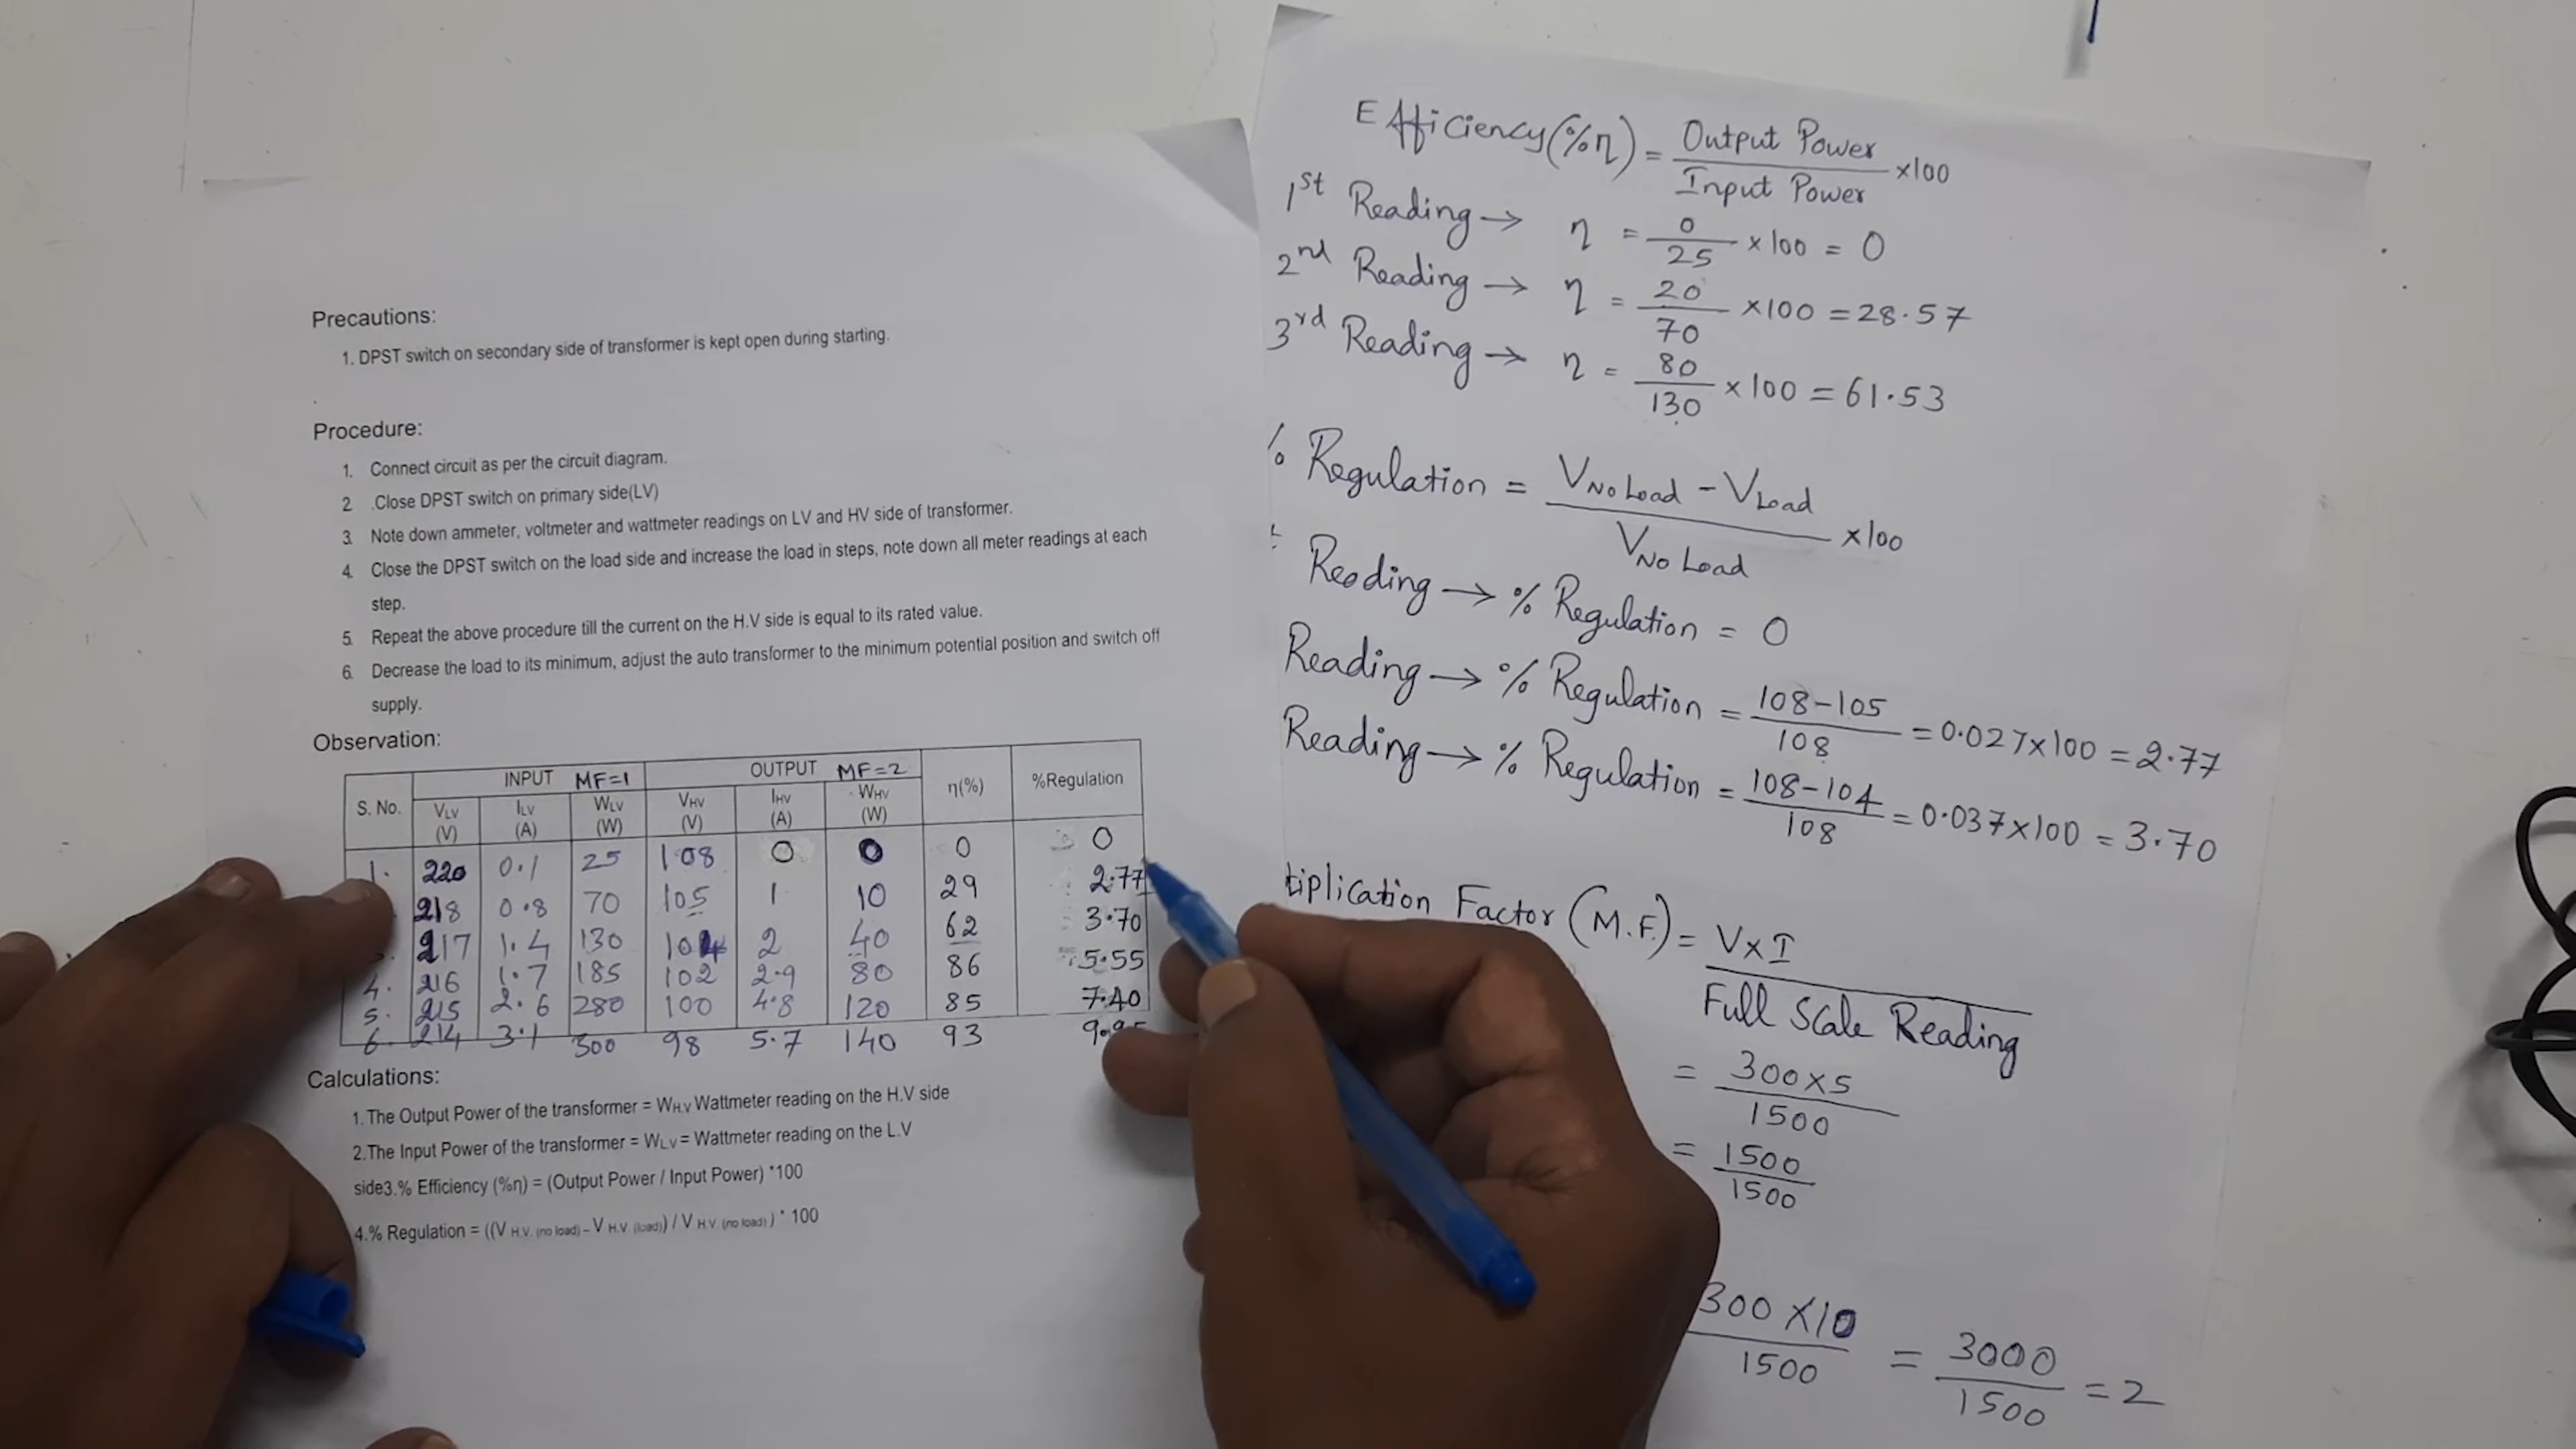 Precautions:
1. DPST switch on secondary side of transformer is kept open during starting.
Procedure:
1. Connect circuit as per the circuit diagram.
2. .Close DPST switch on primary side(LV)
3. Note down ammeter, voltmeter and wattmeter readings on LV and HV side of transformer.
4. Close the DPST switch on the load side and increase the load in steps, note down all meter readings at each
step.
5. Repeat the above procedure till the current on the H.V side is equal to its rated value.
6. Decrease the load to its minimum, adjust the auto transformer to the minimum potential position and switch off
supply.
Observation:
S. No. INPUT MF=1 OUTPUT MF=2 η(%) %Regulation
VLV (V) ILV (A) WLV (W) VHV (V) IHV (A) WHV (W)
1. 220 0.1 25 108 0 0 0 0
218 0.8 70 105 1 10 29 2.77
217 1.4 130 104 2 40 62 3.70
4. 216 1.7 185 102 2.9 80 86 5.55
5. 215 2.6 280 100 4.8 120 85 7.40
6. 214 3.1 300 98 5.7 140 93
Calculations:
1. The Output Power of the transformer = WH.V Wattmeter reading on the H.V side
2.The Input Power of the transformer = WLV = Wattmeter reading on the L.V
side3.% Efficiency (%η) = (Output Power / Input Power) *100
4.% Regulation = ((V H.V. (no load) – V H.V. (load)) / V H.V. (no load) ) * 100
Efficiency(%η) = Output Power / Input Power ×100
1st Reading → η = 0/25 × 100 = 0
2nd Reading → η = 20/70 ×100 = 28.57
3rd Reading → η = 80/130 × 100 = 61.53
% Regulation = VNo Load - VLoad / VNo Load ×100
Reading → % Regulation = 0
Reading → % Regulation = 108-105/108 = 0.027×100 = 2.77
Reading → % Regulation = 108-104/108 = 0.037×100 = 3.70
tiplication Factor (M.F.) = V×I / Full Scale Reading
= 300×5/1500
= 1500/1500
300×10/1500 = 3000/1500 = 2